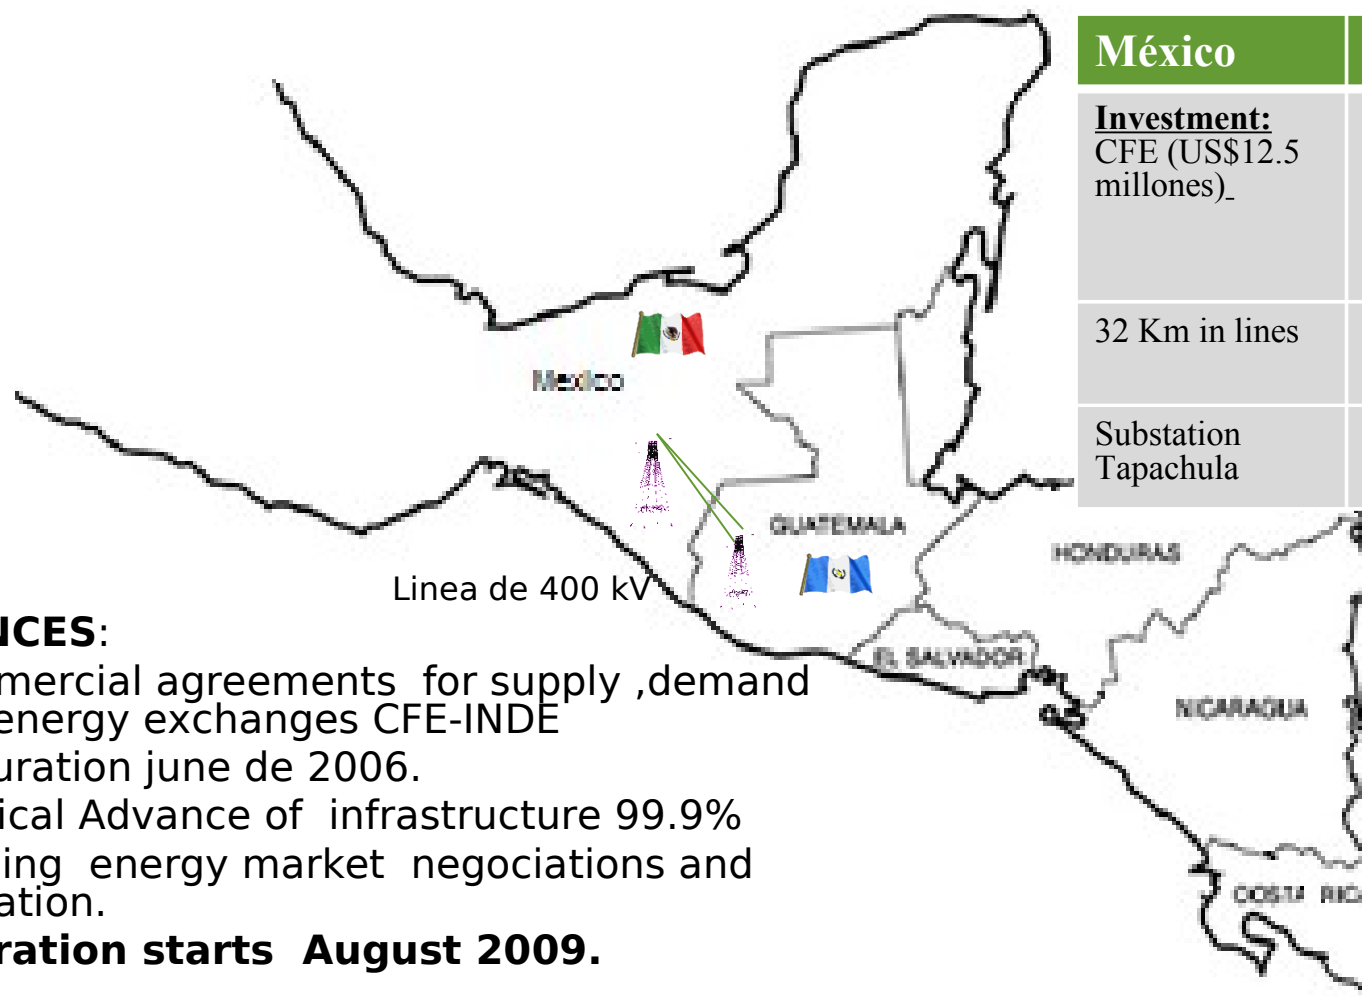 México
Investment:
CFE (US$12.5
millones)
32 Km in lines
Substation
Tapachula
Mexico
GUATEMALA
HONDURAS
Linea de 400 kV
EL SALVADOR
NICARAGUA
COSTA RIC
NCES:
mercial agreements for supply ,demand
energy exchanges CFE-INDE
uration june de 2006.
ical Advance of infrastructure 99.9%
ing energy market negociations and
ation.
ration starts August 2009.